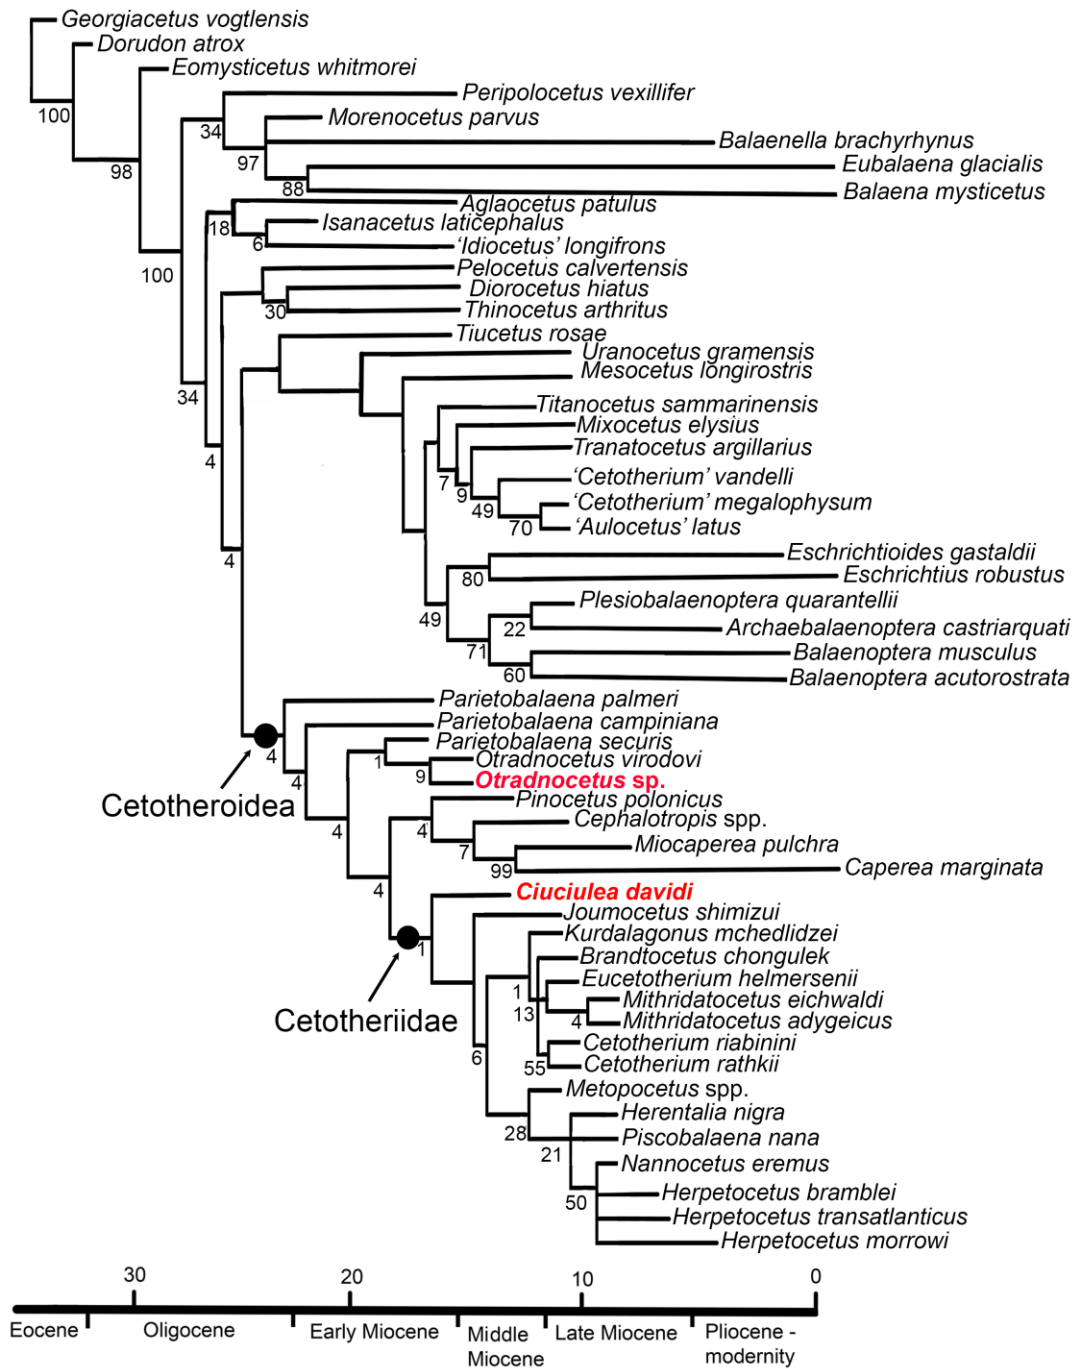 Georgiacetus vogtlensis
Dorudon atrox
Eomysticetus whitmorei
100
Peripolocetus vexillifer
34
Morenocetus parvus
Balaenella brachyrhynus
97
98
Eubalaena glacialis
88
Balaena mysticetus
Aglaocetus patulus
18
Isanacetus laticephalus
6
‘Idiocetus’ longifrons
100
Pelocetus calvertensis
Diorocetus hiatus
30
Thinocetus arthritus
Tiucetus rosae
Uranocetus gramensis
Mesocetus longirostris
34
Titanocetus sammarinensis
Mixocetus elysius
Tranatocetus argillarius
4
7
9
‘Cetotherium’ vandelli
49
‘Cetotherium’ megalophysum
70
‘Aulocetus’ latus
4
Eschrichtioides gastaldii
80
Eschrichtius robustus
Plesiobalaenoptera quarantellii
49
22
Archaebalaenoptera castriarquati
71
Balaenoptera musculus
60
Balaenoptera acutorostrata
Parietobalaena palmeri
Parietobalaena campiniana
4
Parietobalaena securis
1
Otradnocetus virodovi
4
9
Otradnocetus sp.
Cetotheroidea
Pinocetus polonicus
4
4
Cephalotropis spp.
7
Miocaperea pulchra
99
Caperea marginata
4
Ciuciulea davidi
Joumocetus shimizui
Kurdalagonus mchedlidzei
1
Brandtocetus chongulek
Eucetotherium helmersenii
1
Mithridatocetus eichwaldi
13
4
Mithridatocetus adygeicus
Cetotheriidae
Cetotherium riabinini
6
55
Cetotherium rathkii
Metopocetus spp.
Herentalia nigra
28
Piscobalaena nana
21
Nannocetus eremus
50
Herpetocetus bramblei
Herpetocetus transatlanticus
Herpetocetus morrowi
30 20 10 0
Eocene Oligocene Early Miocene Middle Late Miocene Pliocene -
Miocene modernity